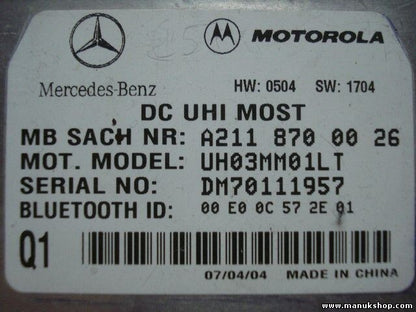 MOTOROLA
Mercedes-Benz HW: 0504 SW: 1704
DC UHI MOST
MB SACH NR: A211 870 00 26
MOT. MODEL: UH03MM01LT
SERIAL NO: DM70111957
BLUETOOTH ID: 00 E0 0C 57 2E 01
Q1
07/04/04 MADE IN CHINA
www.manukshop.com